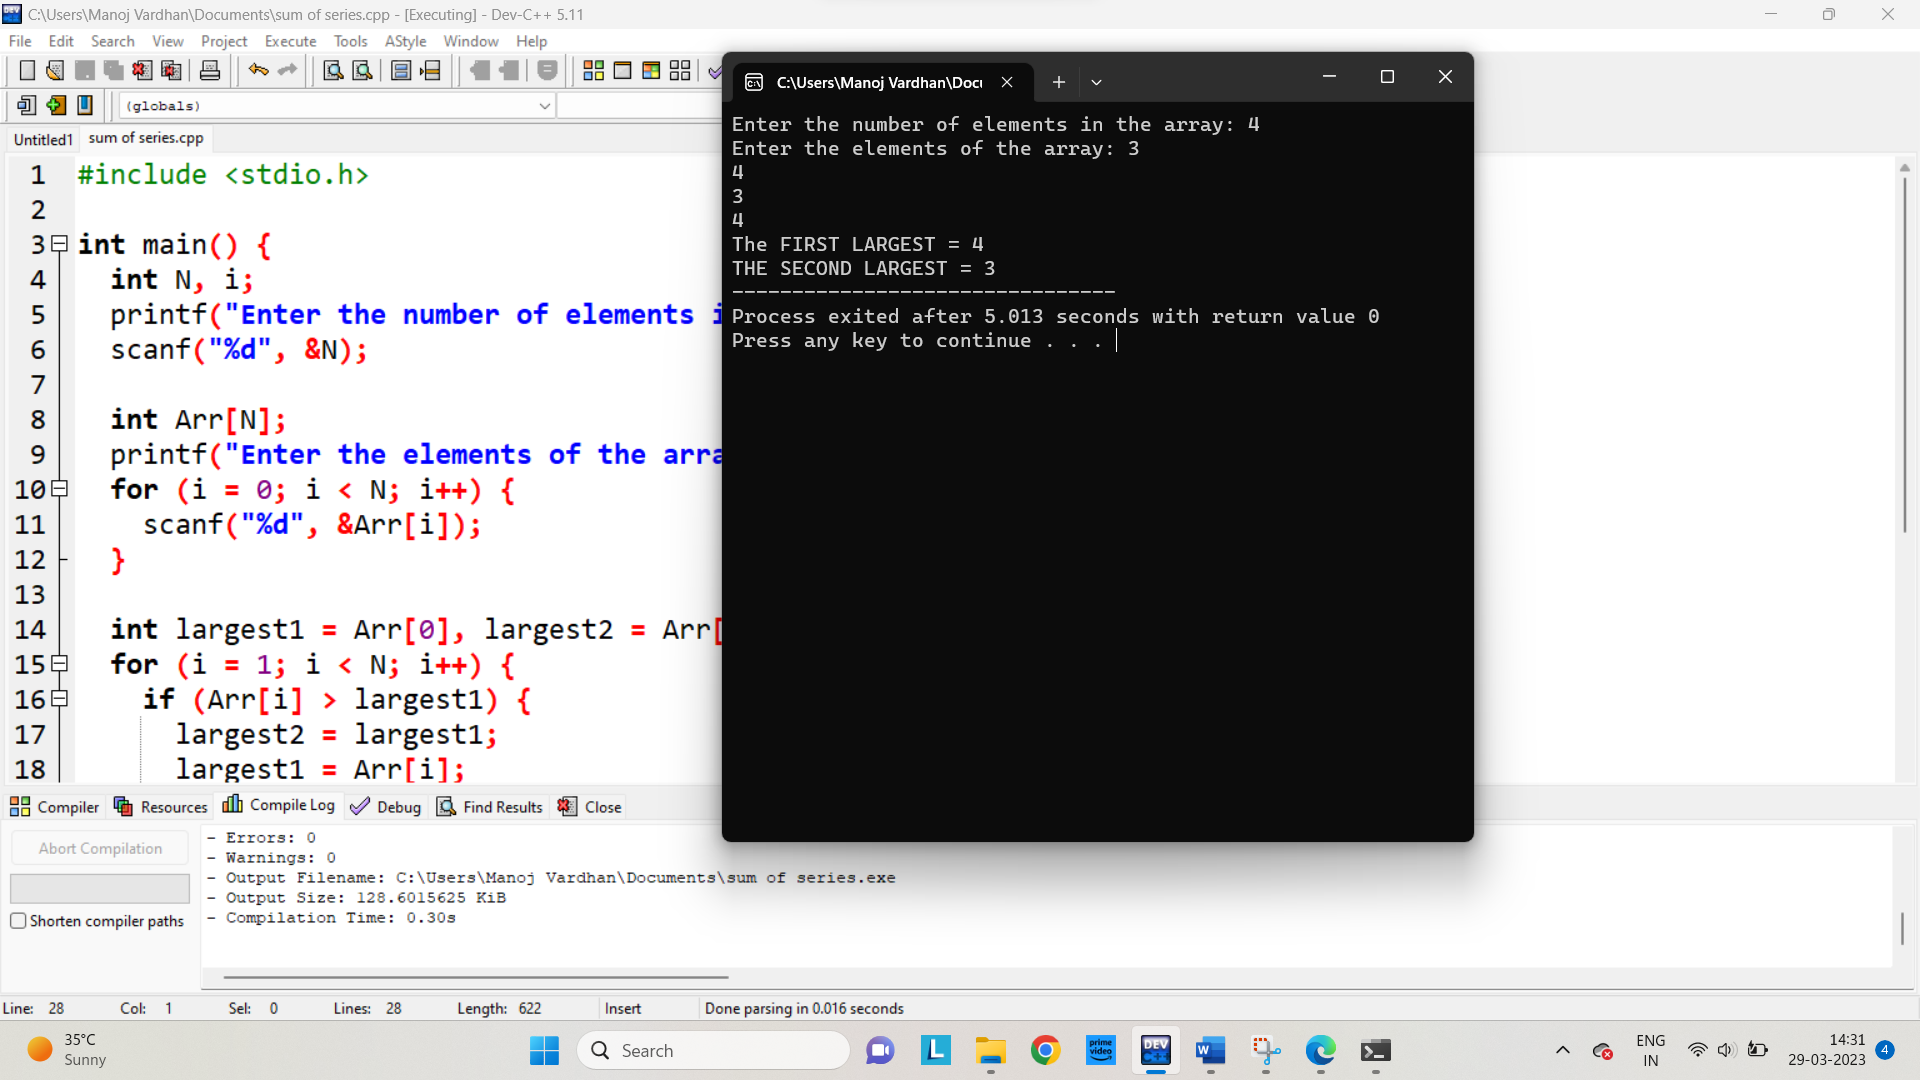 C:\Users\Manoj Vardhan\Documents\sum of series.cpp - [Executing] - Dev-C++ 5.11
File Edit Search View Project Execute Tools AStyle Window Help
(globals)
Untitled1 sum of series.cpp
1 #include <stdio.h>
2
3 int main() {
4 int N, i;
5 printf("Enter the number of elements i
6 scanf("%d", &N);
7
8 int Arr[N];
9 printf("Enter the elements of the arra
10 for (i = 0; i < N; i++) {
11 scanf("%d", &Arr[i]);
12 }
13
14 int largest1 = Arr[0], largest2 = Arr[
15 for (i = 1; i < N; i++) {
16 if (Arr[i] > largest1) {
17 largest2 = largest1;
18 largest1 = Arr[i];
C:\Users\Manoj Vardhan\Docu
Enter the number of elements in the array: 4
Enter the elements of the array: 3
4
3
4
The FIRST LARGEST = 4
THE SECOND LARGEST = 3
--------------------------------
Process exited after 5.013 seconds with return value 0
Press any key to continue . . .
Compiler Resources Compile Log Debug Find Results Close
Abort Compilation
Shorten compiler paths
- Errors: 0
- Warnings: 0
- Output Filename: C:\Users\Manoj Vardhan\Documents\sum of series.exe
- Output Size: 128.6015625 KiB
- Compilation Time: 0.30s
Line: 28 Col: 1 Sel: 0 Lines: 28 Length: 622 Insert Done parsing in 0.016 seconds
35°C
Sunny
Search
L
prime video
DEV C++
W
ENG
IN
14:31
29-03-2023
4